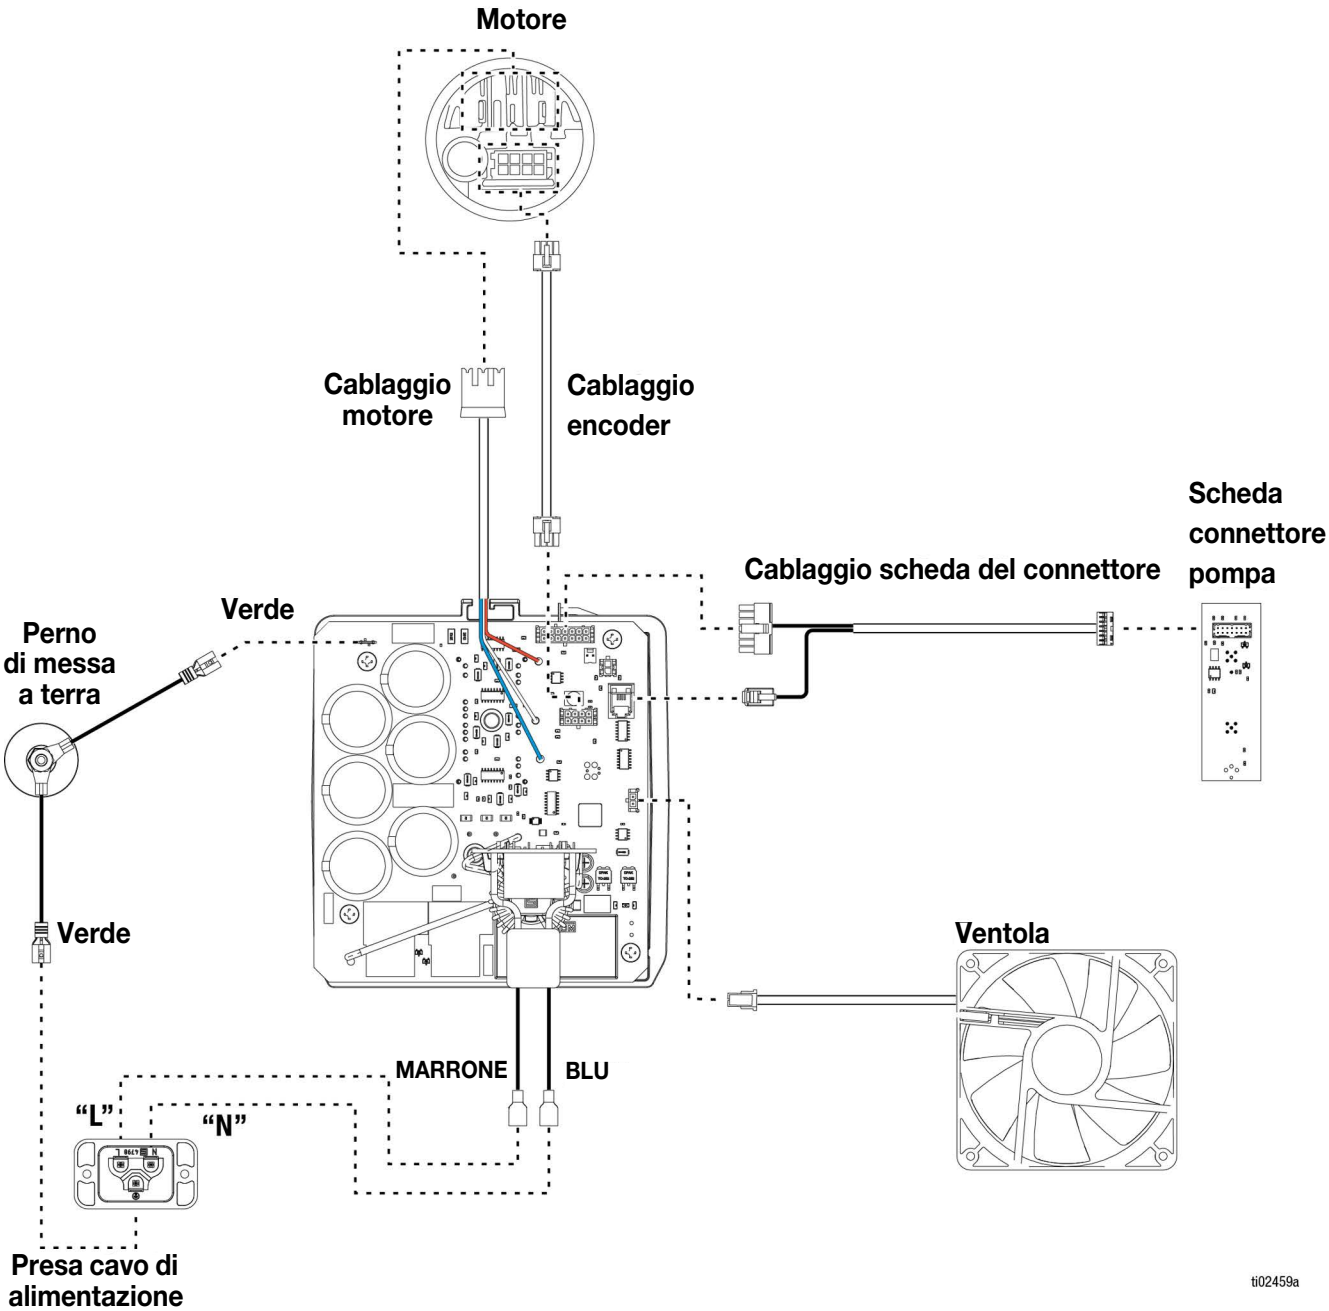 Motore
Cablaggio
motore
Cablaggio
encoder
Scheda
connettore
pompa
Cablaggio scheda del connettore
Verde
Perno
di messa
a terra
Verde
Ventola
MARRONE
BLU
“L”
“N”
L
N
Presa cavo di
alimentazione
ti02459a